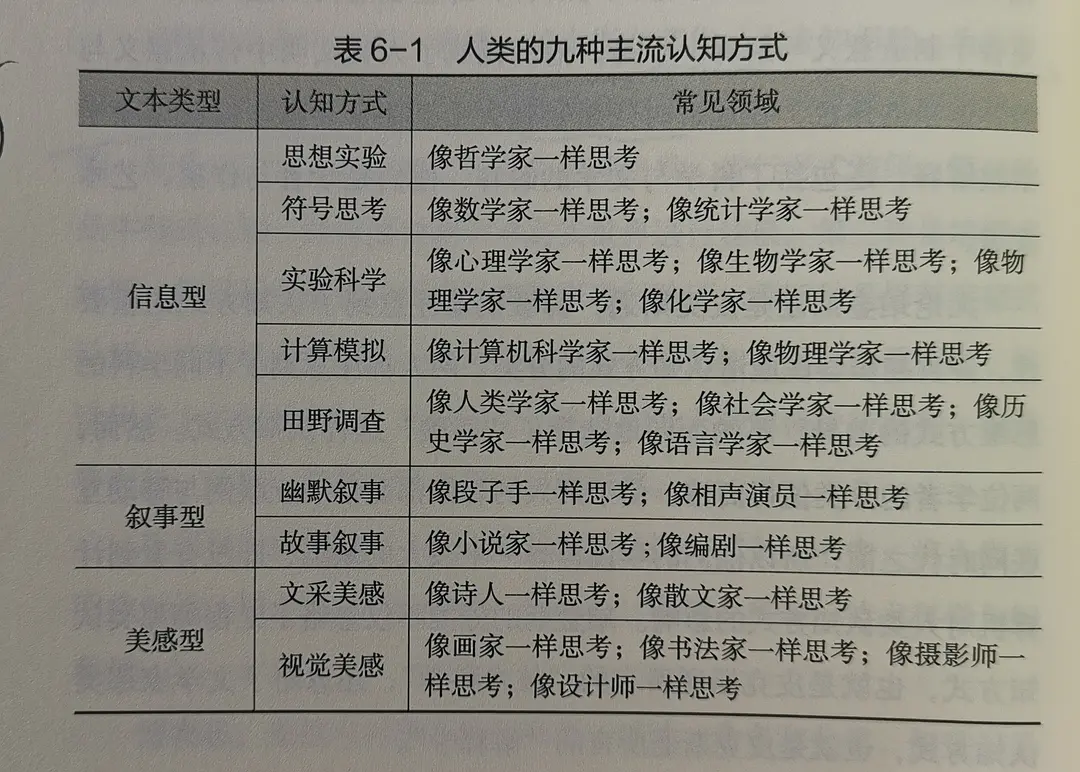 表 6-1 人类的九种主流认知方式
文本类型 认知方式 常见领域
思想实验 像哲学家一样思考
符号思考 像数学家一样思考；像统计学家一样思考
信息型 实验科学 像心理学家一样思考；像生物学家一样思考；像物
理学家一样思考；像化学家一样思考
计算模拟 像计算机科学家一样思考；像物理学家一样思考
田野调查 像人类学家一样思考；像社会学家一样思考；像历
史学家一样思考；像语言学家一样思考
叙事型 幽默叙事 像段子手一样思考；像相声演员一样思考
故事叙事 像小说家一样思考；像编剧一样思考
美感型 文采美感 像诗人一样思考；像散文家一样思考
视觉美感 像画家一样思考；像书法家一样思考；像摄影师一
样思考；像设计师一样思考